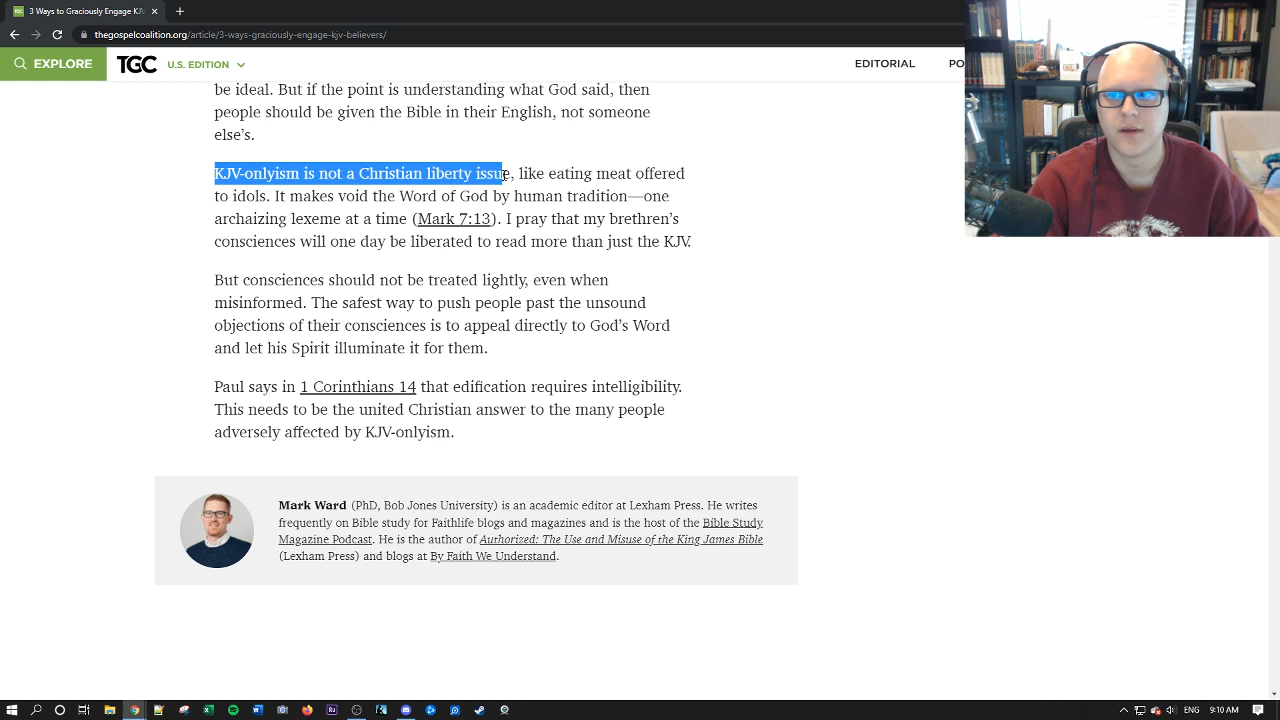 3 Ways Graciously Engage KJV
thegospelcoalition.org/article/3-ways-graciously-engage-kjv-believers/
EXPLORE
TGC
U.S. EDITION
EDITORIAL
PO
be ideal. But if the point is understanding what God said, then
people should be given the Bible in their English, not someone
else’s.
KJV-onlyism is not a Christian liberty issue, like eating meat offered
to idols. It makes void the Word of God by human tradition—one
archaizing lexeme at a time (Mark 7:13). I pray that my brethren’s
consciences will one day be liberated to read more than just the KJV.
But consciences should not be treated lightly, even when
misinformed. The safest way to push people past the unsound
objections of their consciences is to appeal directly to God’s Word
and let his Spirit illuminate it for them.
Paul says in 1 Corinthians 14 that edification requires intelligibility.
This needs to be the united Christian answer to the many people
adversely affected by KJV-onlyism.
Mark Ward (PhD, Bob Jones University) is an academic editor at Lexham Press. He writes
frequently on Bible study for Faithlife blogs and magazines and is the host of the Bible Study
Magazine Podcast. He is the author of Authorized: The Use and Misuse of the King James Bible
(Lexham Press) and blogs at By Faith We Understand.
9:10 AM